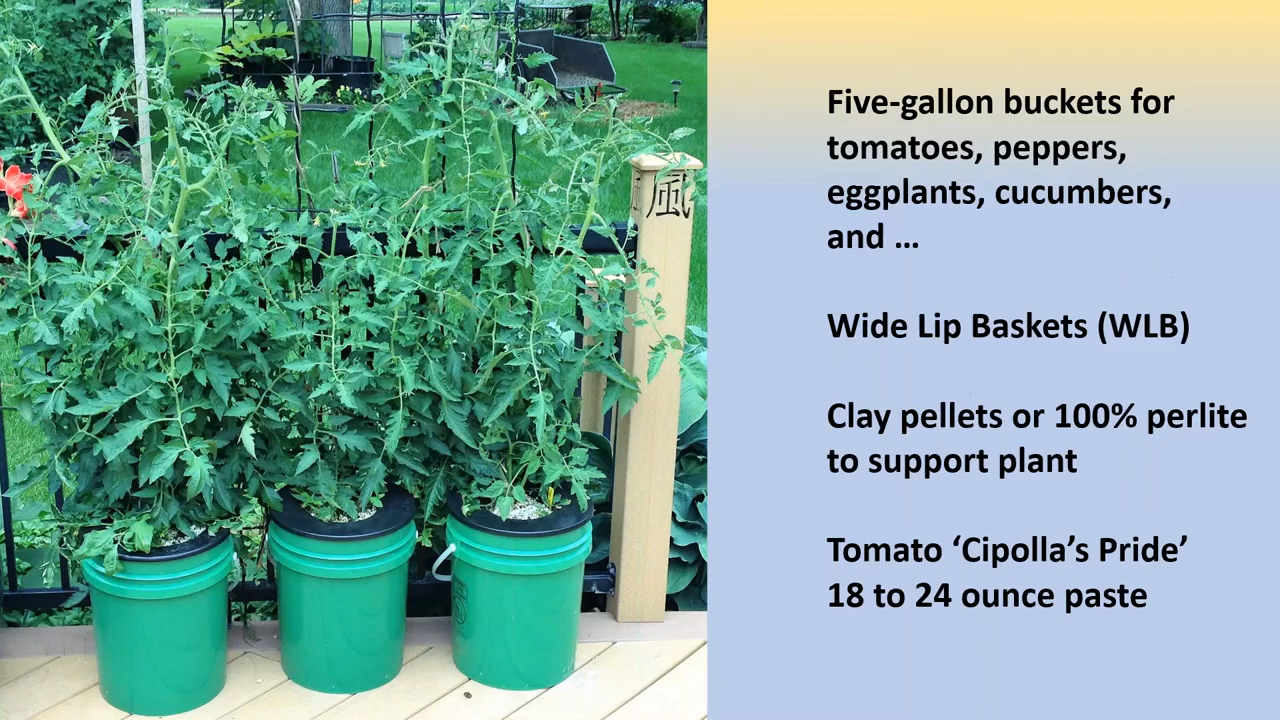 凬
Five-gallon buckets for
tomatoes, peppers,
eggplants, cucumbers,
and ...
Wide Lip Baskets (WLB)
Clay pellets or 100% perlite
to support plant
Tomato ‘Cipolla’s Pride’
18 to 24 ounce paste